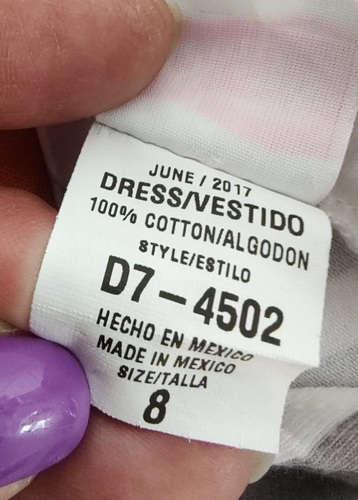 JUNE / 2017
DRESS/VESTIDO
100% COTTON/ALGODON
STYLE/ESTILO
D7-4502
HECHO EN MEXICO
MADE IN MEXICO
SIZE/TALLA
8